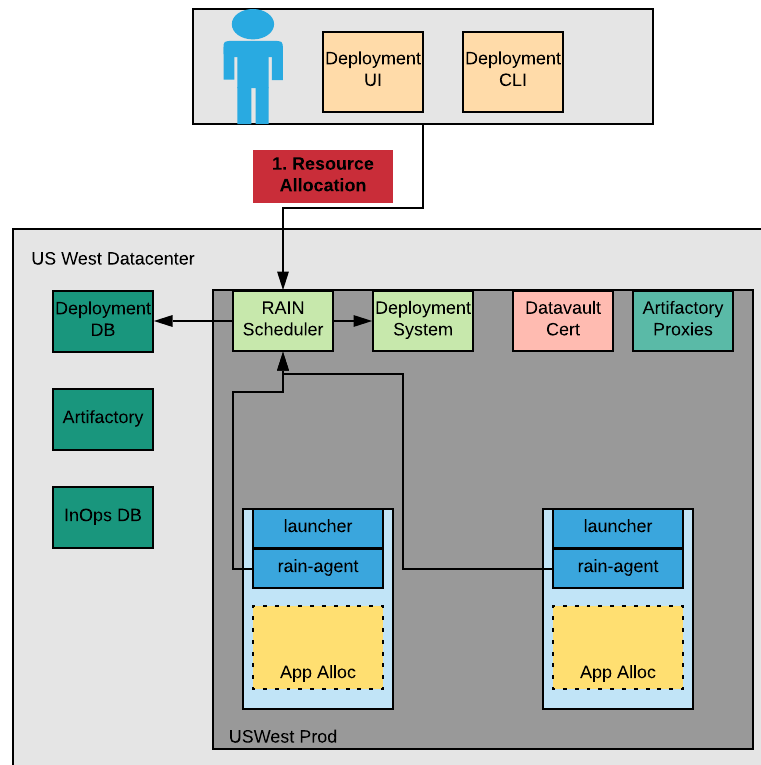 Deployment
UI
Deployment
CLI
1. Resource
Allocation
US West Datacenter
Deployment
DB
RAIN
Scheduler
Deployment
System
Datavault
Cert
Artifactory
Proxies
Artifactory
InOps DB
launcher
rain-agent
App Alloc
launcher
rain-agent
App Alloc
USWest Prod